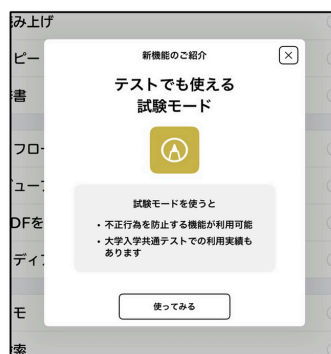 み上げ
ピー
書
新機能のご紹介
テストでも使える
試験モード
フロー
ューフ
DFを
ディア
モ
検索
試験モードを使うと
・不正行為を防止する機能が利用可能
・大学入学共通テストでの利用実績も
あります
使ってみる